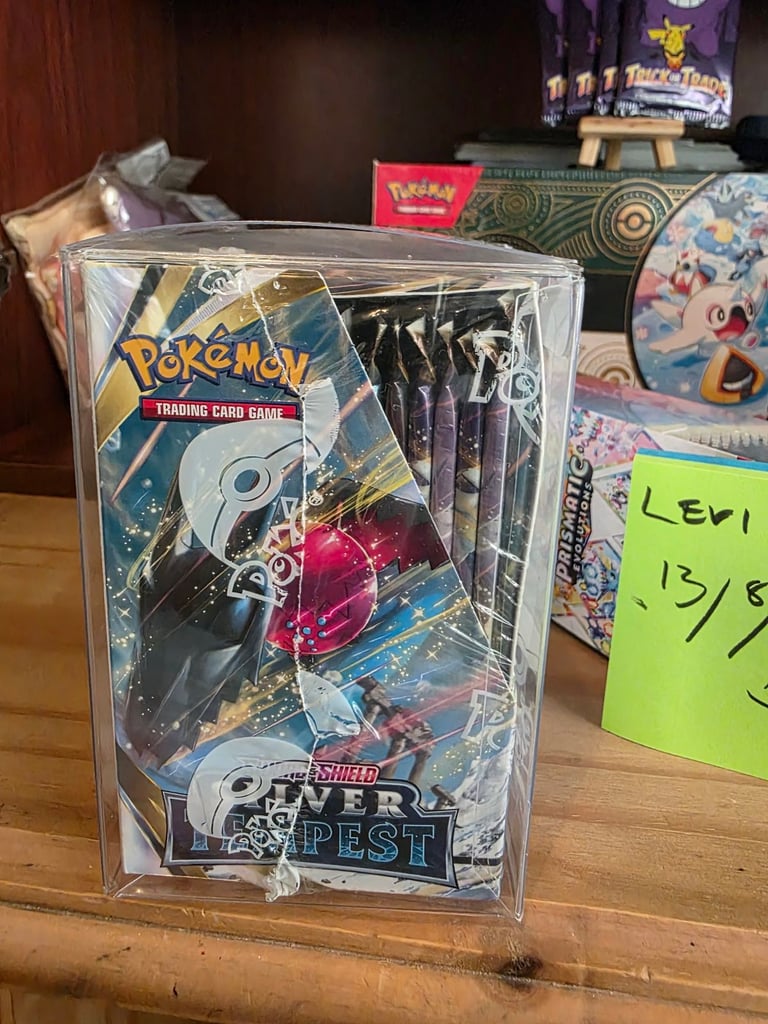 TRICK OR TRADE
POKéMON
POKéMON
TRADING CARD GAME
PRISMATIC
EVOLUTIONS
LEVI
13/8/
SHIELD
SILVER
TEMPEST